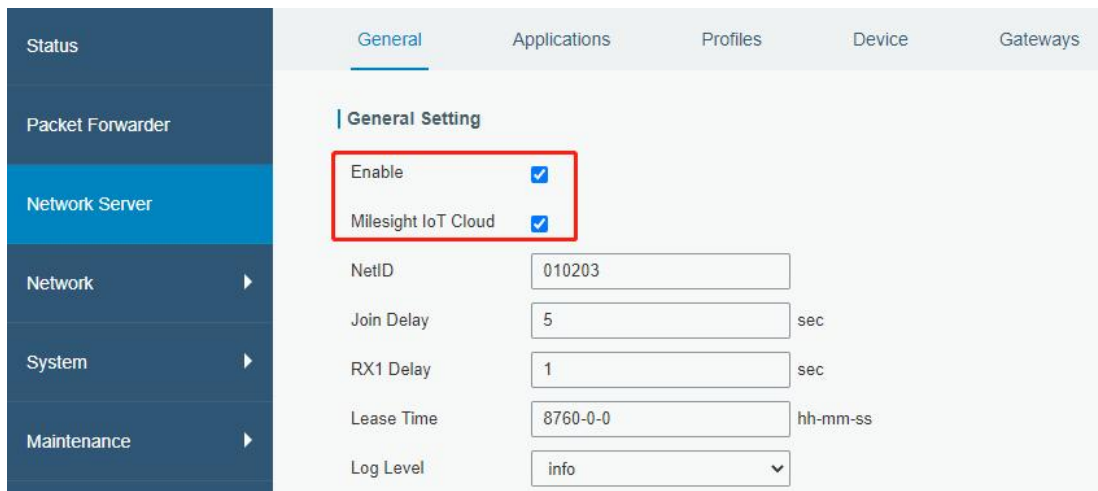 Status
Packet Forwarder
Network Server
Network
System
Maintenance
General Applications Profiles Device Gateways
General Setting
Enable
Milesight IoT Cloud
NetID 010203
Join Delay 5 sec
RX1 Delay 1 sec
Lease Time 8760-0-0 hh-mm-ss
Log Level info